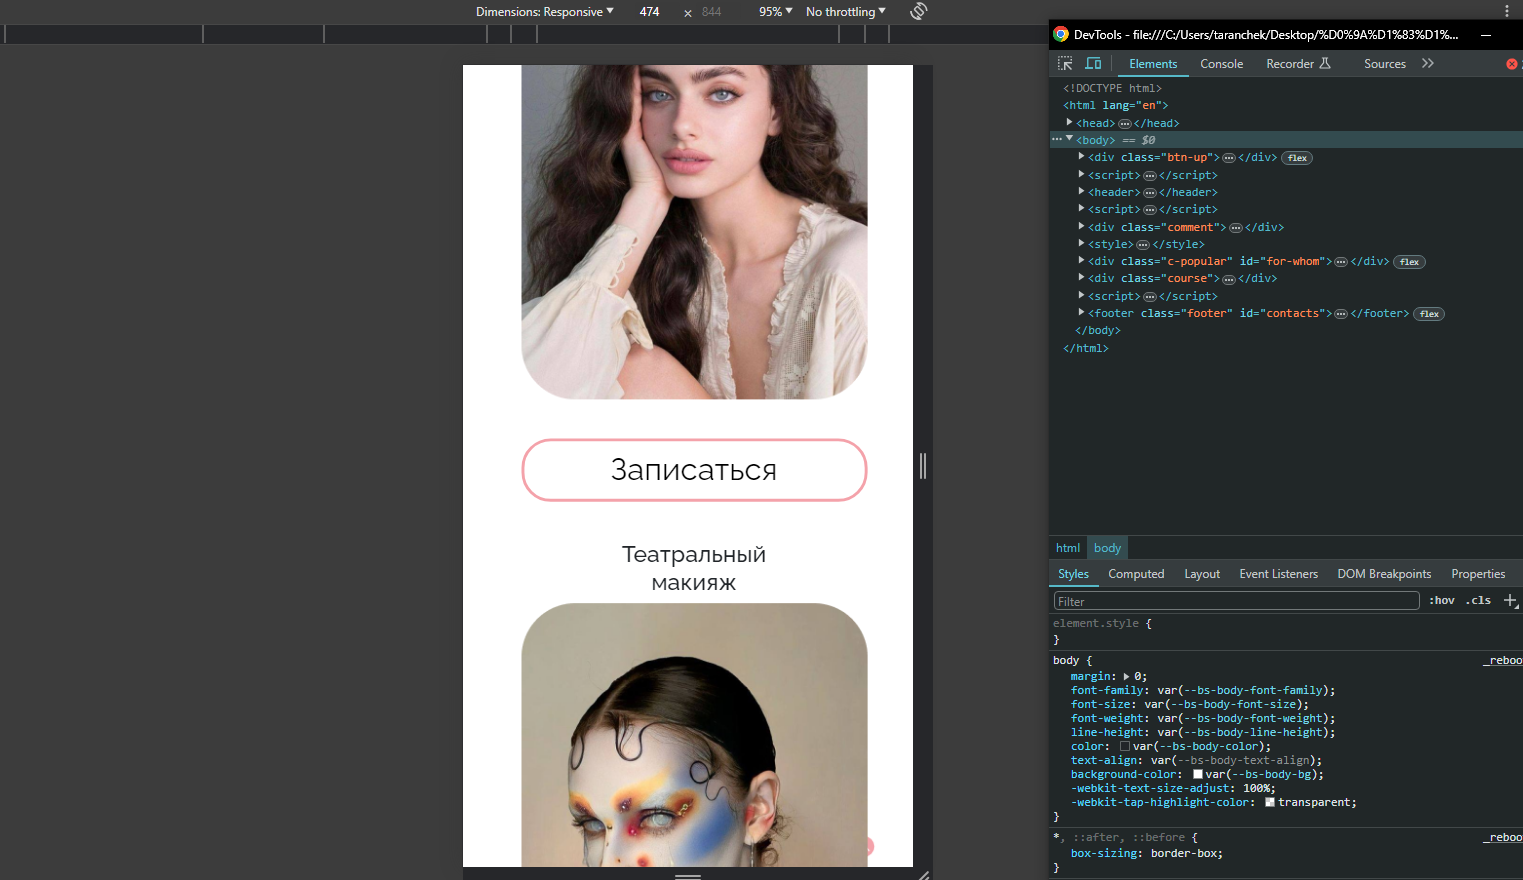 Dimensions: Responsive
474
×
844
95%
No throttling
DevTools - file:///C:/Users/taranchek/Desktop/%D0%9A%D1%83%D1%...
Elements
Console
Recorder
Sources
<!DOCTYPE html>
<html lang="en">
<head>…</head>
<body> == $0
<div class="btn-up">…</div> flex
<script>…</script>
<header>…</header>
<script>…</script>
<div class="comment">…</div>
<style>…</style>
<div class="c-popular" id="for-whom">…</div> flex
<div class="course">…</div>
<script>…</script>
<footer class="footer" id="contacts">…</footer> flex
</body>
</html>
Записаться
Театральный
макияж
html
body
Styles
Computed
Layout
Event Listeners
DOM Breakpoints
Properties
Filter
:hov
.cls
element.style {
}
body {
_reboo
margin: 0;
font-family: var(--bs-body-font-family);
font-size: var(--bs-body-font-size);
font-weight: var(--bs-body-font-weight);
line-height: var(--bs-body-line-height);
color: var(--bs-body-color);
text-align: var(--bs-body-text-align);
background-color: var(--bs-body-bg);
-webkit-text-size-adjust: 100%;
-webkit-tap-highlight-color: transparent;
}
*, ::after, ::before {
_reboo
box-sizing: border-box;
}